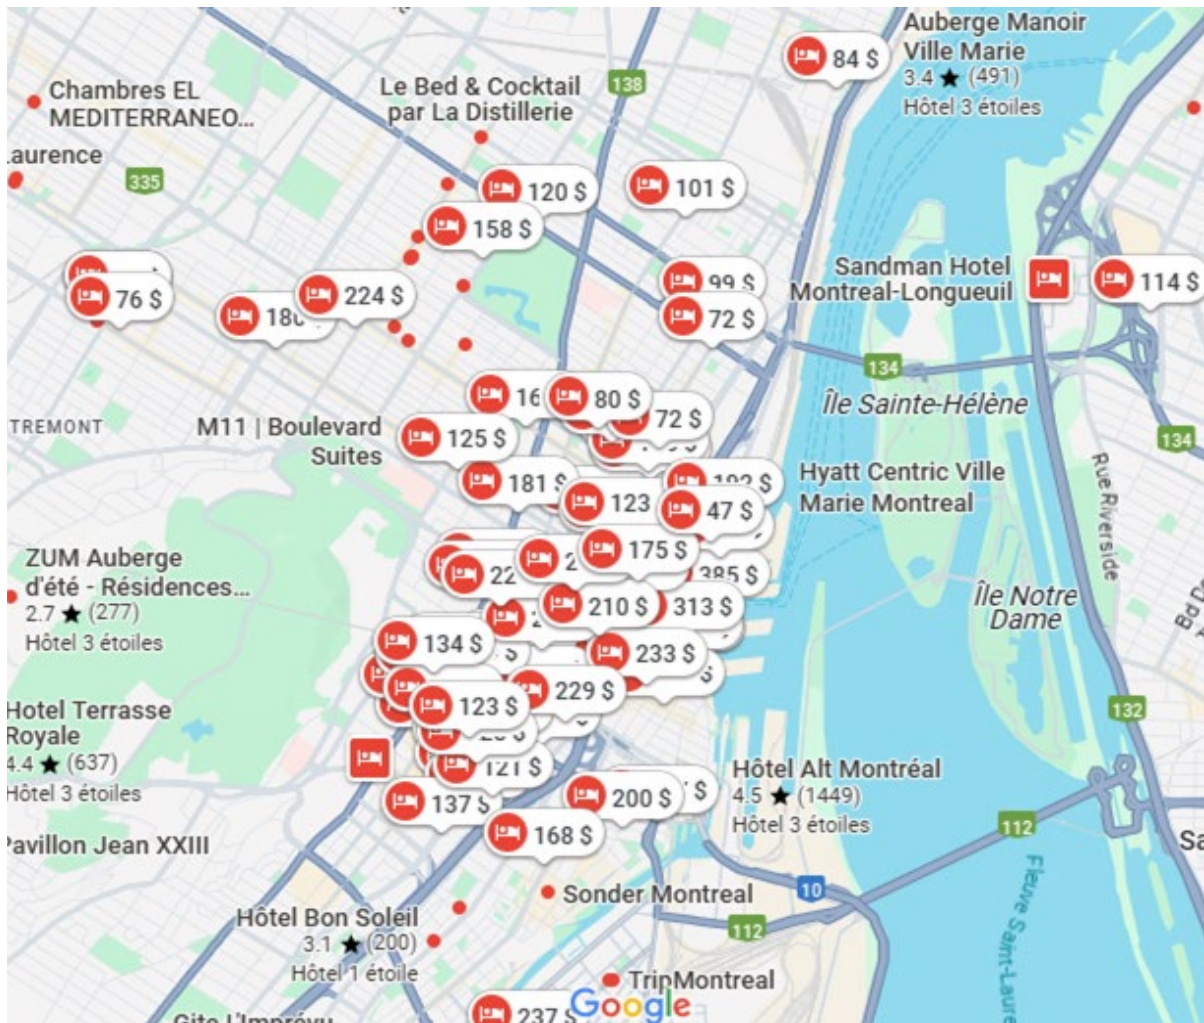 Auberge Manoir
Ville Marie
3.4 ★ (491)
Hôtel 3 étoiles
84 $
Chambres EL
MEDITERRANEO...
Le Bed & Cocktail
par La Distillerie
138
aurence
335
120 $
101 $
158 $
Sandman Hotel
Montreal-Longueuil
114 $
99 $
76 $
224 $
72 $
134
80 $
72 $
Île Sainte-Hélène
TREMONT
M11 | Boulevard
Suites
125 $
134
181 $
Hyatt Centric Ville
Marie Montreal
192 $
123
47 $
Rue Riverside
175 $
385 $
ZUM Auberge
d'été - Résidences...
2.7 ★ (277)
Hôtel 3 étoiles
Île Notre
Dame
210 $
313 $
134 $
233 $
229 $
123 $
Hotel Terrasse
Royale
4.4 ★ (637)
Hôtel 3 étoiles
132
121 $
137 $
200 $
Hôtel Alt Montréal
4.5 ★ (1449)
Hôtel 3 étoiles
112
168 $
Pavillon Jean XXIII
10
Sonder Montreal
Hôtel Bon Soleil
3.1 ★ (200)
Hôtel 1 étoile
112
Fleuve Saint-Laure
TripMontreal
237 $
Google
Gite L'Imprévu